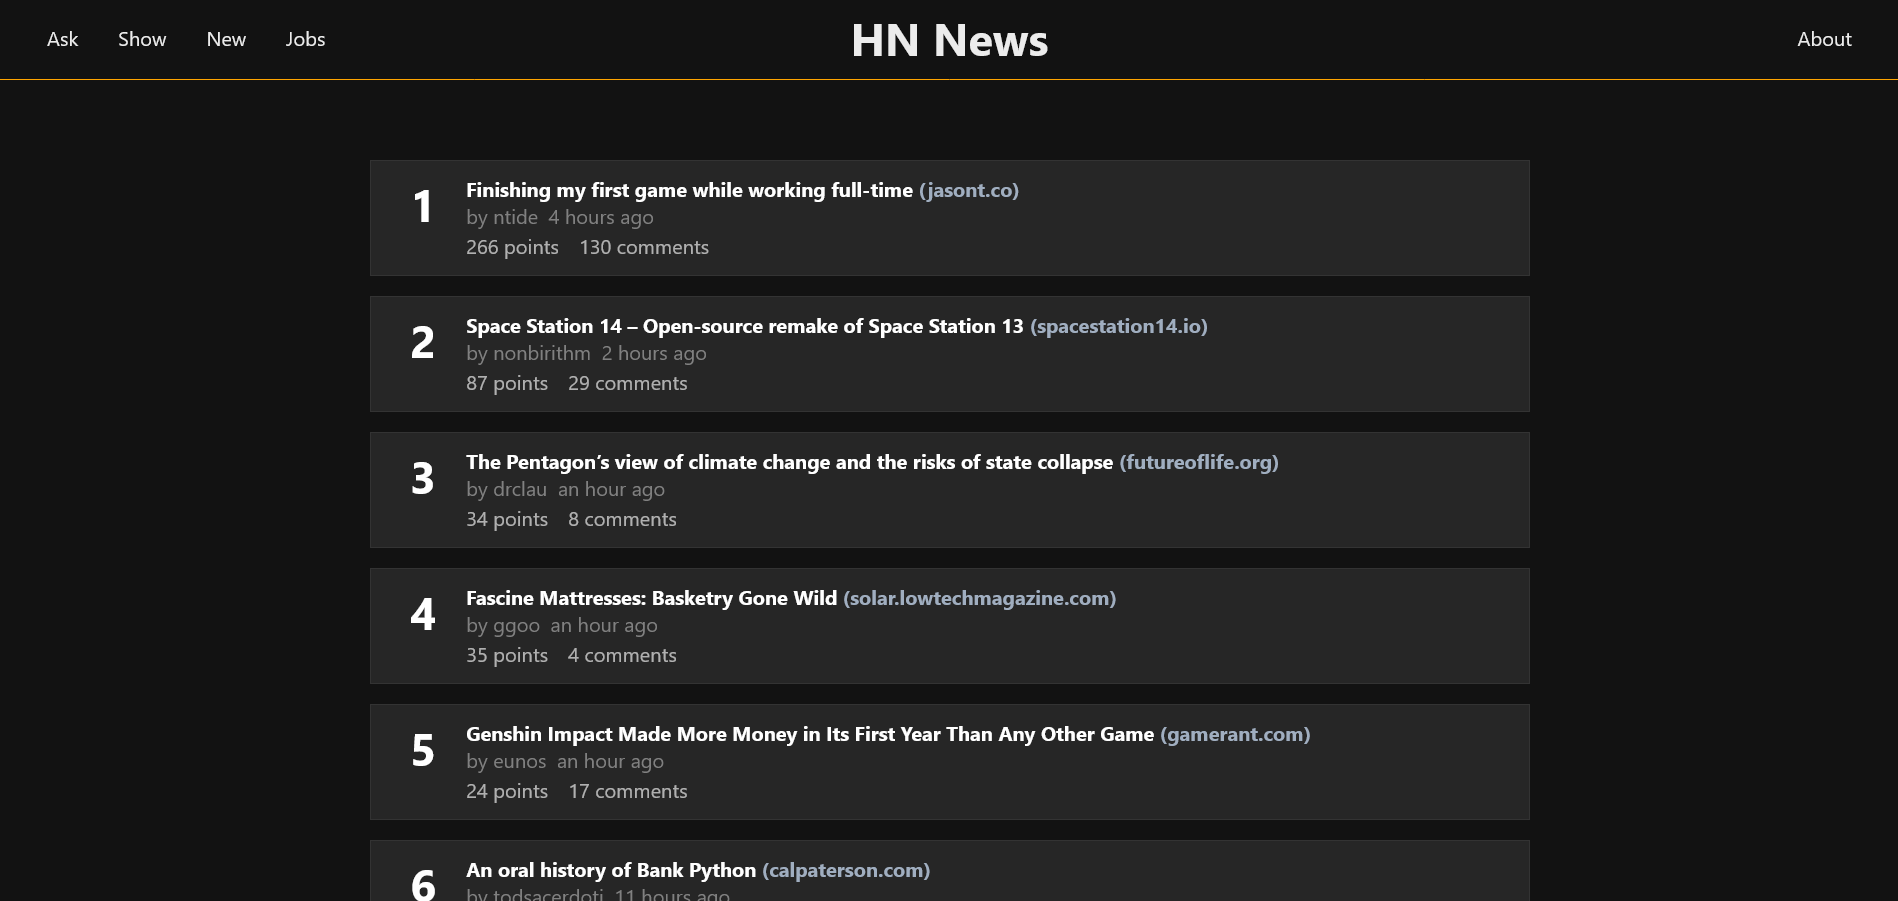 Ask Show New Jobs HN News About
1 Finishing my first game while working full-time (jasont.co)
by ntide 4 hours ago
266 points 130 comments
2 Space Station 14 – Open-source remake of Space Station 13 (spacestation14.io)
by nonbirithm 2 hours ago
87 points 29 comments
3 The Pentagon’s view of climate change and the risks of state collapse (futureoflife.org)
by drclau an hour ago
34 points 8 comments
4 Fascine Mattresses: Basketry Gone Wild (solar.lowtechmagazine.com)
by ggoo an hour ago
35 points 4 comments
5 Genshin Impact Made More Money in Its First Year Than Any Other Game (gamerant.com)
by eunos an hour ago
24 points 17 comments
6 An oral history of Bank Python (calpaterson.com)
by todsacerdoti 11 hours ago